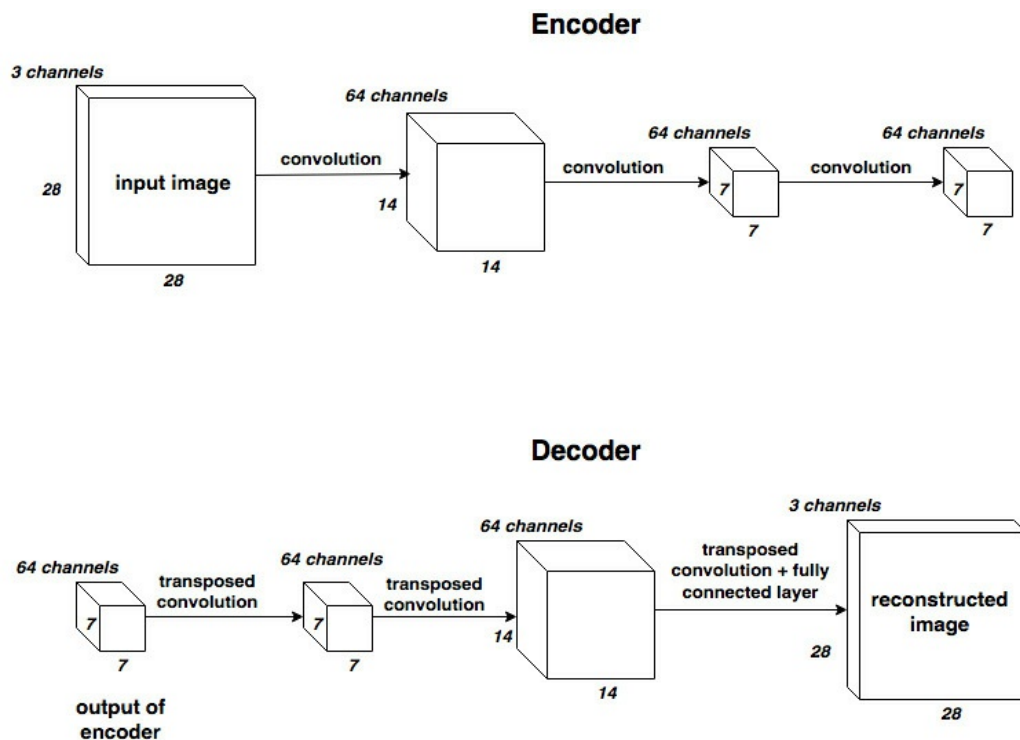 Encoder
3 channels
28
input image
28
convolution
64 channels
14
14
convolution
64 channels
7
7
convolution
64 channels
7
7
Decoder
64 channels
7
7
output of
encoder
transposed
convolution
64 channels
7
7
transposed
convolution
64 channels
14
14
transposed
convolution + fully
connected layer
3 channels
28
reconstructed
image
28